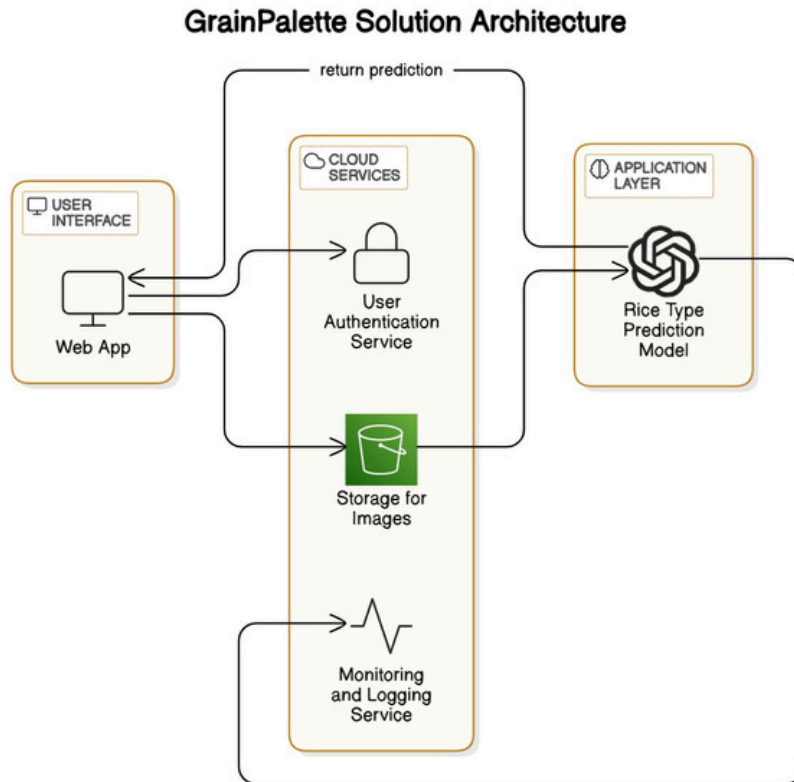 GrainPalette Solution Architecture
return prediction
USER
INTERFACE
Web App
CLOUD
SERVICES
User
Authentication
Service
Storage for
Images
Monitoring
and Logging
Service
APPLICATION
LAYER
Rice Type
Prediction
Model